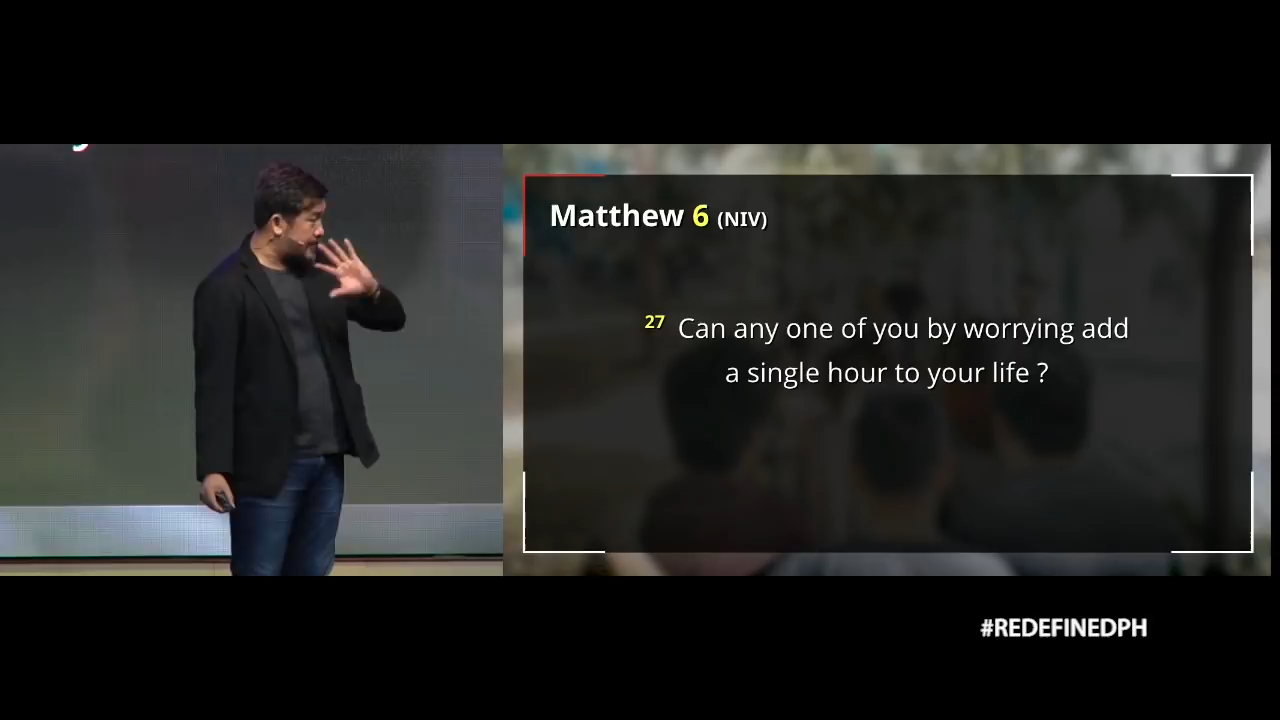 Matthew 6 (NIV)
27 Can any one of you by worrying add
a single hour to your life ?
#REDEFINEDPH